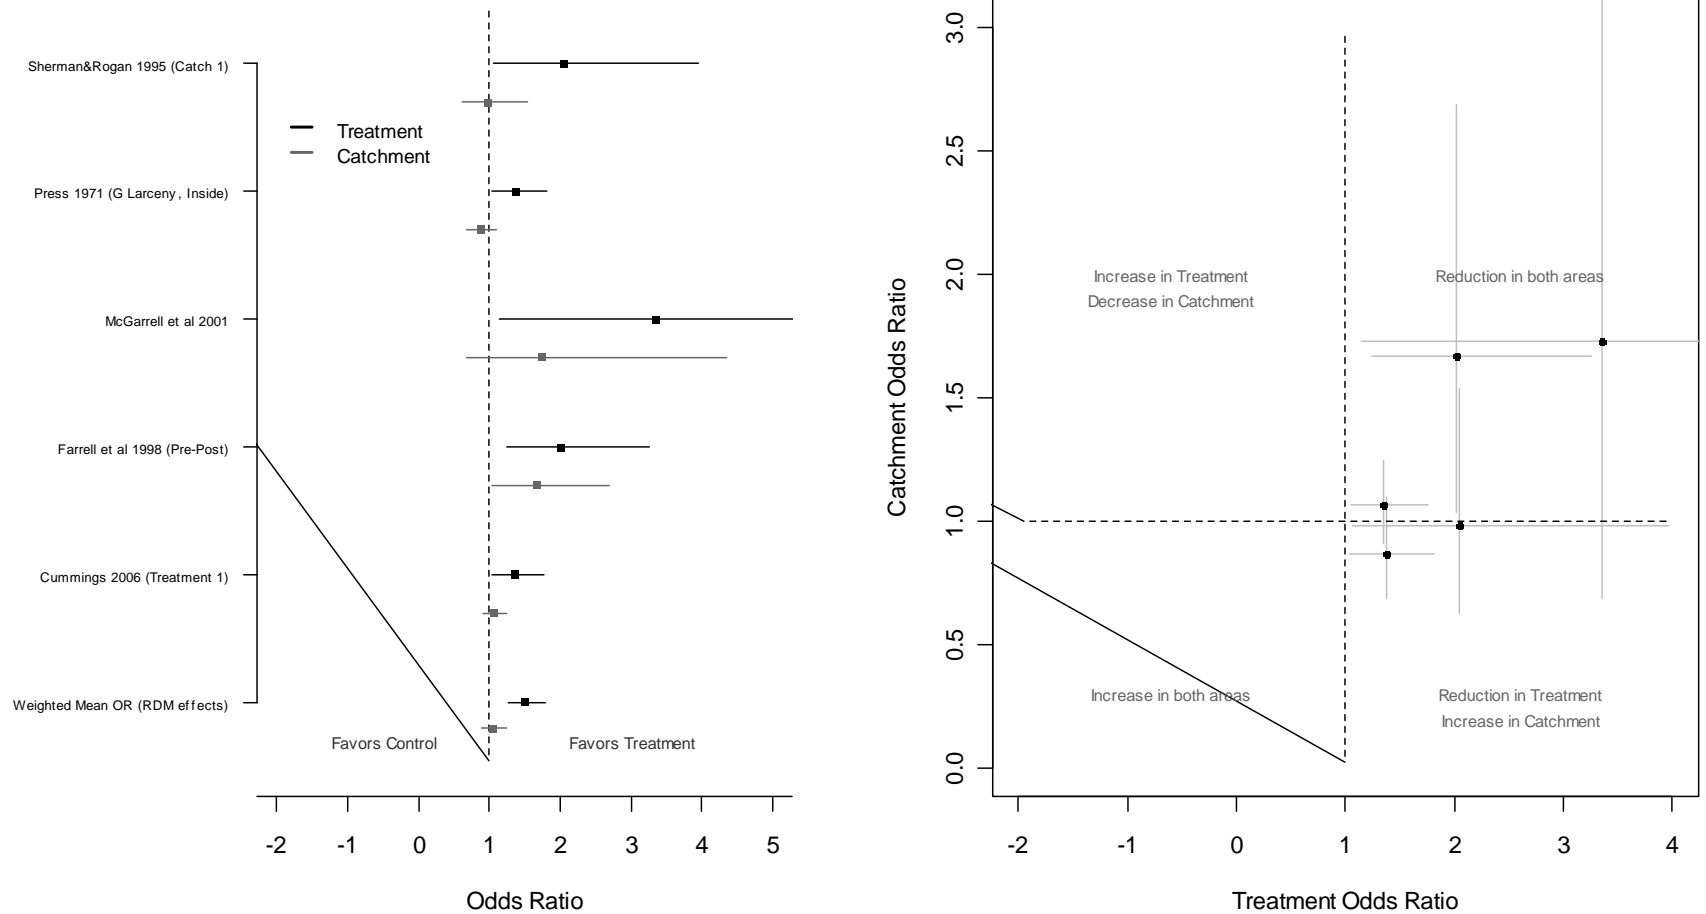 Sherman&Rogan 1995 (Catch 1)
Press 1971 (G Larceny, Inside)
McGarrell et al 2001
Farrell et al 1998 (Pre-Post)
Cummings 2006 (Treatment 1)
Weighted Mean OR (RDM effects)
Treatment
Catchment
Favors Control
Favors Treatment
-2 -1 0 1 2 3 4 5
Odds Ratio
Catchment Odds Ratio
3.0
2.5
2.0
1.5
1.0
0.5
0.0
Increase in Treatment
Decrease in Catchment
Reduction in both areas
Increase in both areas
Reduction in Treatment
Increase in Catchment
-2 -1 0 1 2 3 4
Treatment Odds Ratio